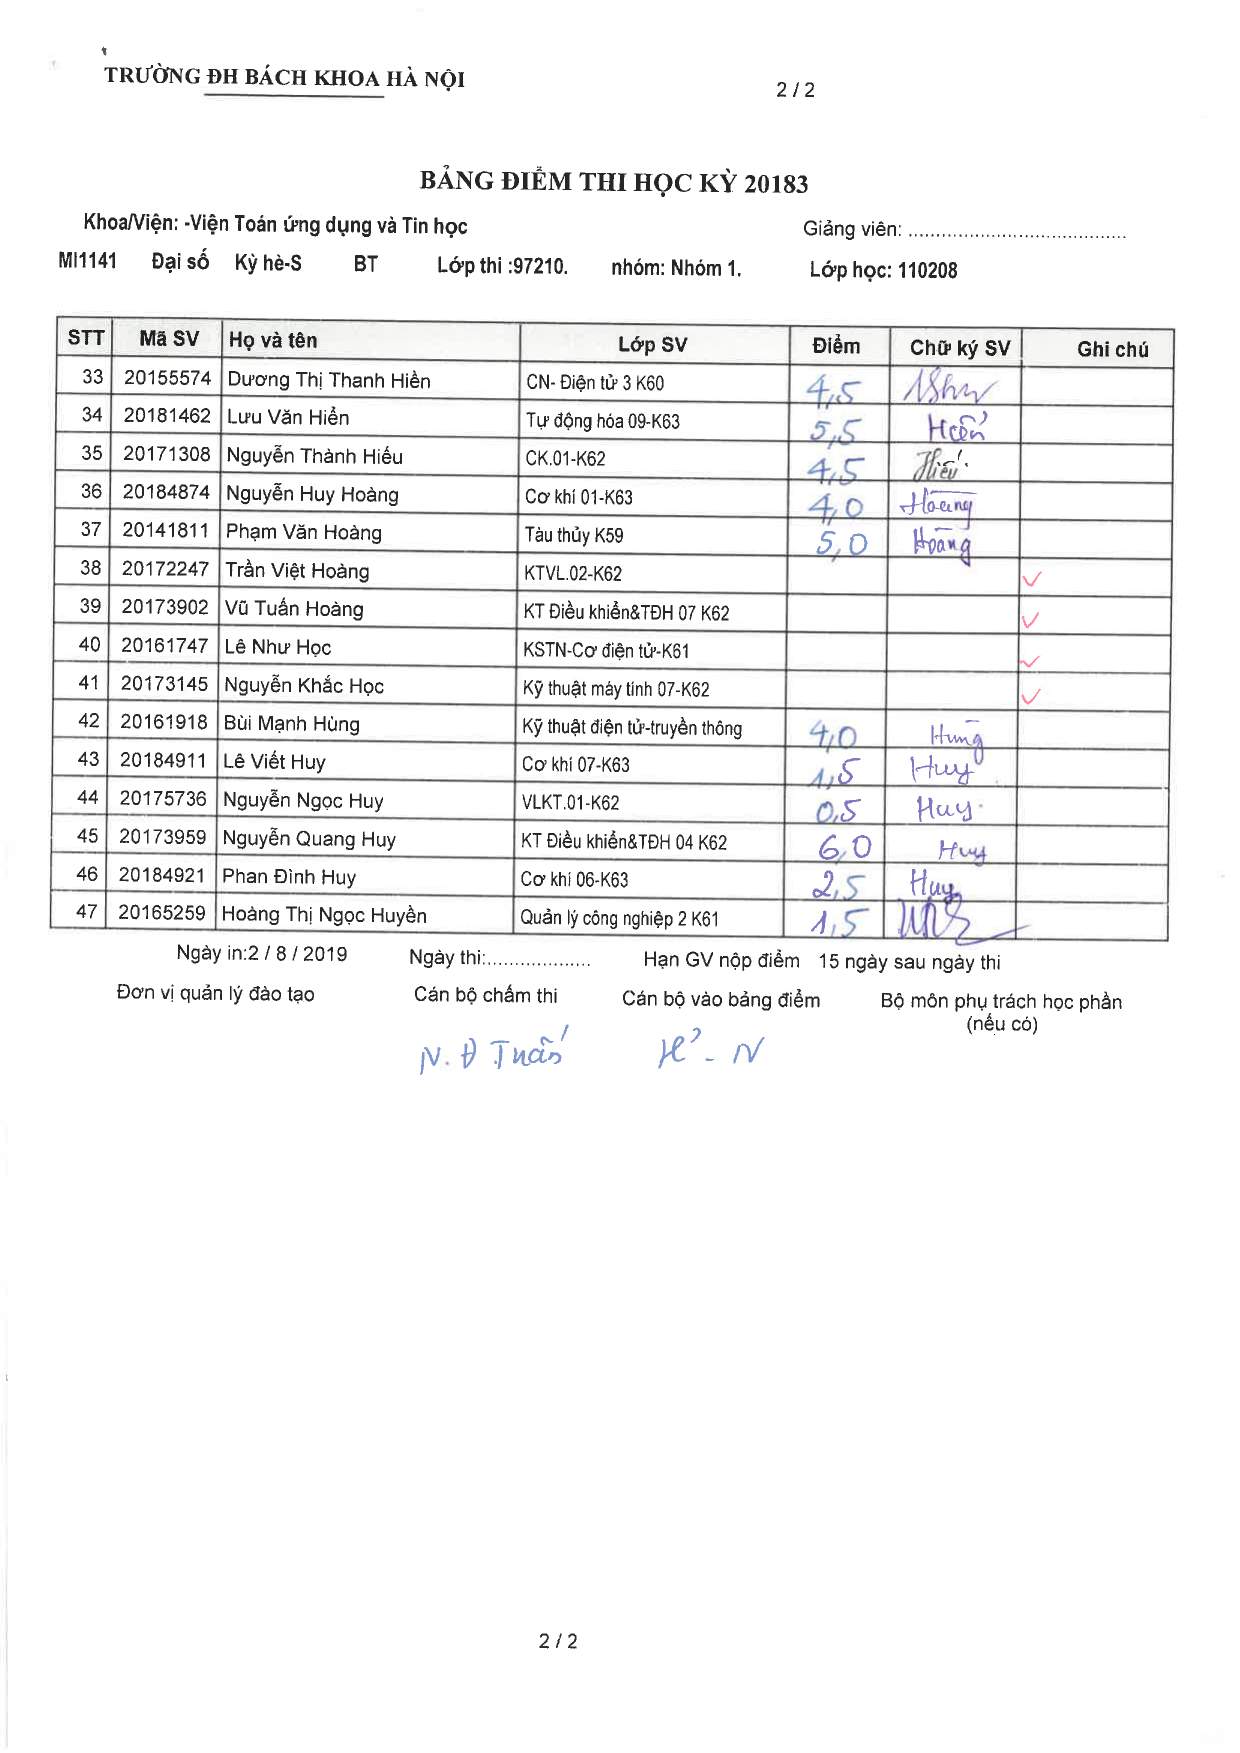 TRƯỜNG ĐH BÁCH KHOA HÀ NỘI
2 / 2
BẢNG ĐIỂM THI HỌC KỲ 20183
Khoa/Viện: -Viện Toán ứng dụng và Tin học Giảng viên: ........................................
MI1141 Đại số Kỳ hè-S BT Lớp thi :97210. nhóm: Nhóm 1. Lớp học: 110208
STT Mã SV Họ và tên Lớp SV Điểm Chữ ký SV Ghi chú
33 20155574 Dương Thị Thanh Hiền CN- Điện tử 3 K60 4,5
34 20181462 Lưu Văn Hiển Tự động hóa 09-K63 5,5 Hiển
35 20171308 Nguyễn Thành Hiếu CK.01-K62 4,5 Hiếu
36 20184874 Nguyễn Huy Hoàng Cơ khí 01-K63 4,0 Hoàng
37 20141811 Phạm Văn Hoàng Tàu thủy K59 5,0 Hoàng
38 20172247 Trần Việt Hoàng KTVL.02-K62 ✓
39 20173902 Vũ Tuấn Hoàng KT Điều khiển&TĐH 07 K62 ✓
40 20161747 Lê Như Học KSTN-Cơ điện tử-K61 ✓
41 20173145 Nguyễn Khắc Học Kỹ thuật máy tính 07-K62 ✓
42 20161918 Bùi Mạnh Hùng Kỹ thuật điện tử-truyền thông 4,0 Hùng
43 20184911 Lê Viết Huy Cơ khí 07-K63 1,5 Huy
44 20175736 Nguyễn Ngọc Huy VLKT.01-K62 0,5 Huy
45 20173959 Nguyễn Quang Huy KT Điều khiển&TĐH 04 K62 6,0 Huy
46 20184921 Phan Đình Huy Cơ khí 06-K63 2,5 Huy
47 20165259 Hoàng Thị Ngọc Huyền Quản lý công nghiệp 2 K61 1,5
Ngày in:2 / 8 / 2019 Ngày thi:................... Hạn GV nộp điểm 15 ngày sau ngày thi
Đơn vị quản lý đào tạo Cán bộ chấm thi Cán bộ vào bảng điểm Bộ môn phụ trách học phần
(nếu có)
N. Đ Tuấn
2 / 2